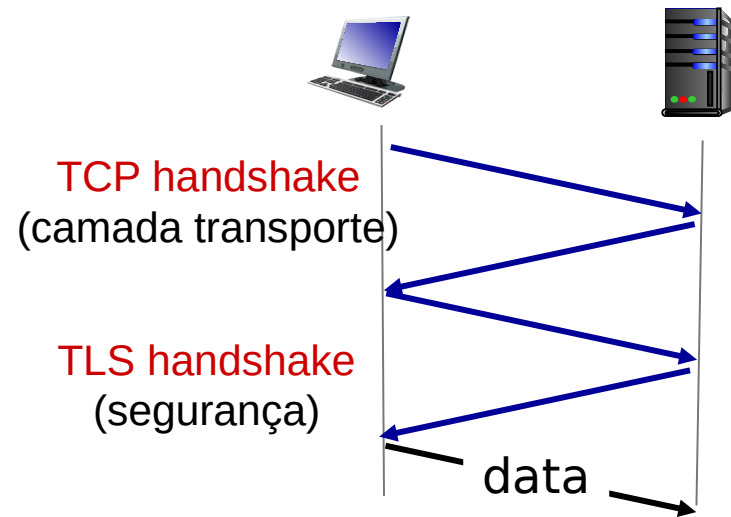 TCP handshake
(camada transporte)
TLS handshake
(segurança)
data